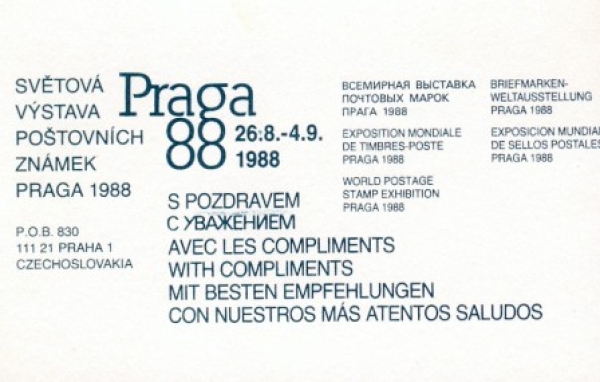 SVĚTOVÁ
VÝSTAVA
POŠTOVNÍCH
ZNÁMEK
PRAGA 1988
P.O.B. 830
111 21 PRAHA 1
CZECHOSLOVAKIA
Praga
88 26.8.-4.9.
1988
ВСЕМИРНАЯ ВЫСТАВКА
ПОЧТОВЫХ МАРОК
ПРАГА 1988
EXPOSITION MONDIALE
DE TIMBRES-POSTE
PRAGA 1988
WORLD POSTAGE
STAMP EXHIBITION
PRAGA 1988
BRIEFMARKEN-
WELTAUSSTELLUNG
PRAGA 1988
EXPOSICION MUNDIA
DE SELLOS POSTALES
PRAGA 1988
S POZDRAVEM
С УВАЖЕНИЕМ
AVEC LES COMPLIMENTS
WITH COMPLIMENTS
MIT BESTEN EMPFEHLUNGEN
CON NUESTROS MÁS ATENTOS SALUDOS